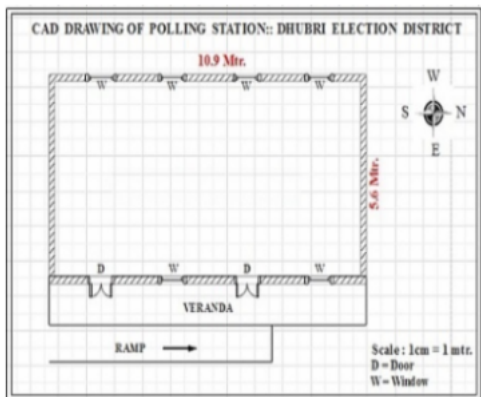 CAD DRAWING OF POLLING STATION:: DHUBRI ELECTION DISTRICT
10.9 Mtr.
W W W W
W
S N
E
5.6 Mtr.
D W D W
VERANDA
RAMP
Scale : 1cm = 1 mtr.
D = Door
W = Window